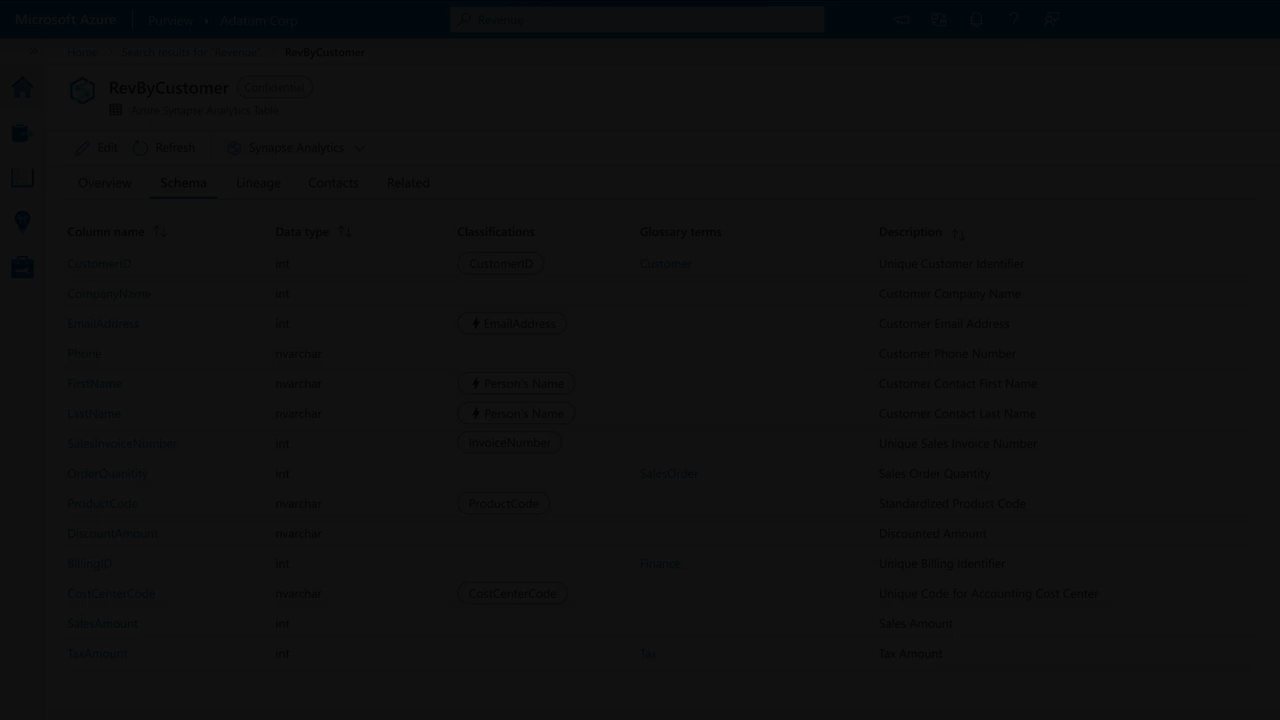 Microsoft Azure Purview › Adatom Corp Revenue
Home Search results for "Revenue" RevByCustomer
RevByCustomer Confidential
Azure Synapse Analytics Table
Edit Refresh Synapse Analytics
Overview Schema Lineage Contacts Related
Column name Data type Classifications Glossary terms Description
CustomerID int CustomerID Customer Unique Customer Identifier
CompanyName int Customer Company Name
EmailAddress int EmailAddress Customer Email Address
Phone nvarchar Customer Phone Number
FirstName nvarchar Person's Name Customer Contact First Name
LastName nvarchar Person's Name Customer Contact Last Name
SalesInvoiceNumber int InvoiceNumber Unique Sales Invoice Number
OrderQuantity int SalesOrder Sales Order Quantity
ProductCode nvarchar ProductCode Standardized Product Code
DiscountAmount nvarchar Discounted Amount
BillingID int Finance Unique Billing Identifier
CostCenterCode nvarchar CostCenterCode Unique Code for Accounting Cost Center
SalesAmount int Sales Amount
TaxAmount int Tax Tax Amount